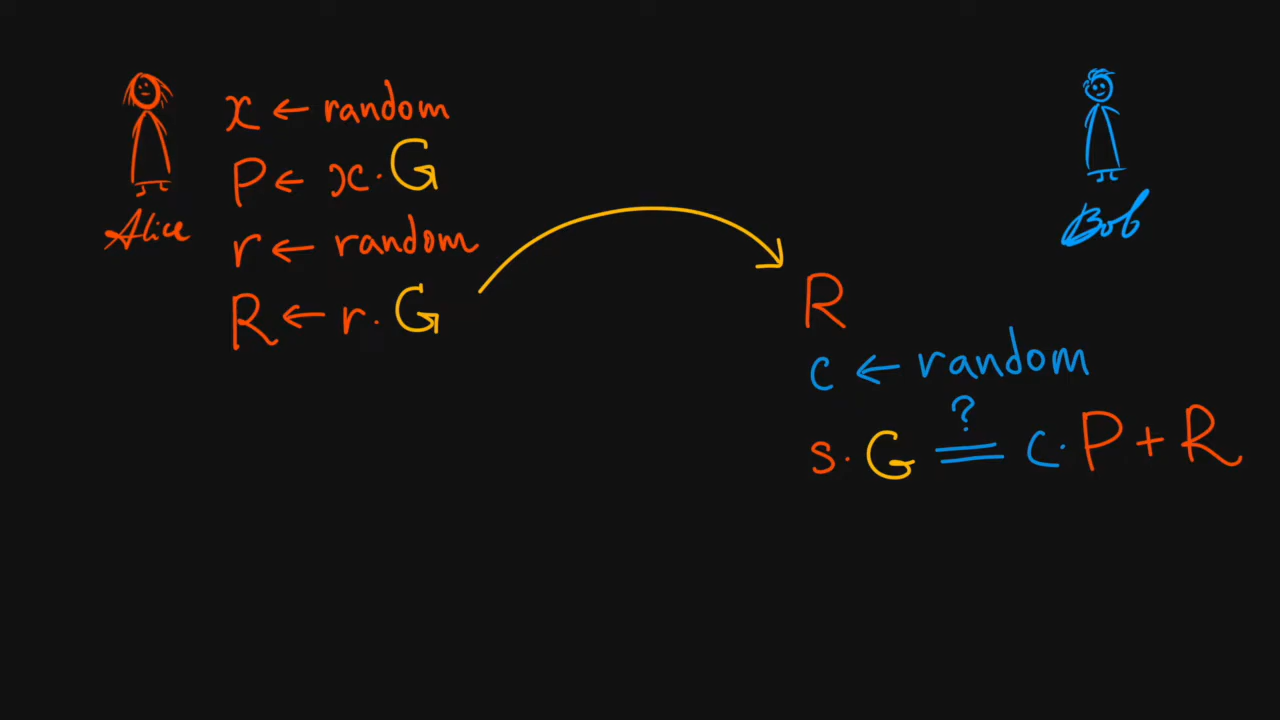 x ← random
P ← x · G
Alice
r ← random
R ← r · G
Bob
R
c ← random
?
s · G = c · P + R